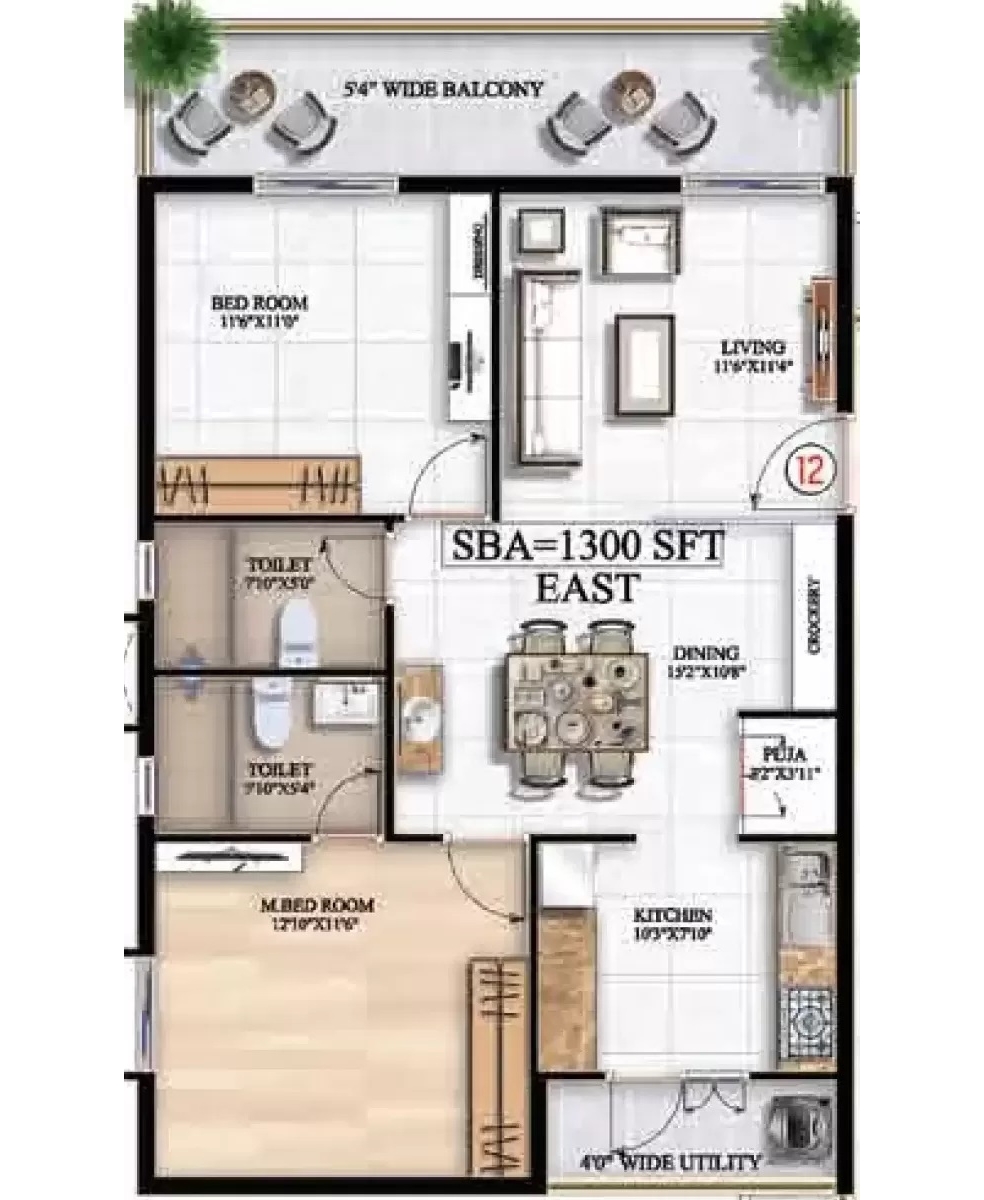 5'4" WIDE BALCONY
DRESSING
BED ROOM
11'6"X11'0"
LIVING
11'6"X11'4"
12
SBA=1300 SFT
EAST
TOILET
7'10"X5'0"
CROCKERY
DINING
15'2"X10'8"
PUJA
3'11"
TOILET
7'10"X5'4"
M.BED ROOM
12'10"X11'6"
KITCHEN
10'3"X7'10"
4'0" WIDE UTILITY